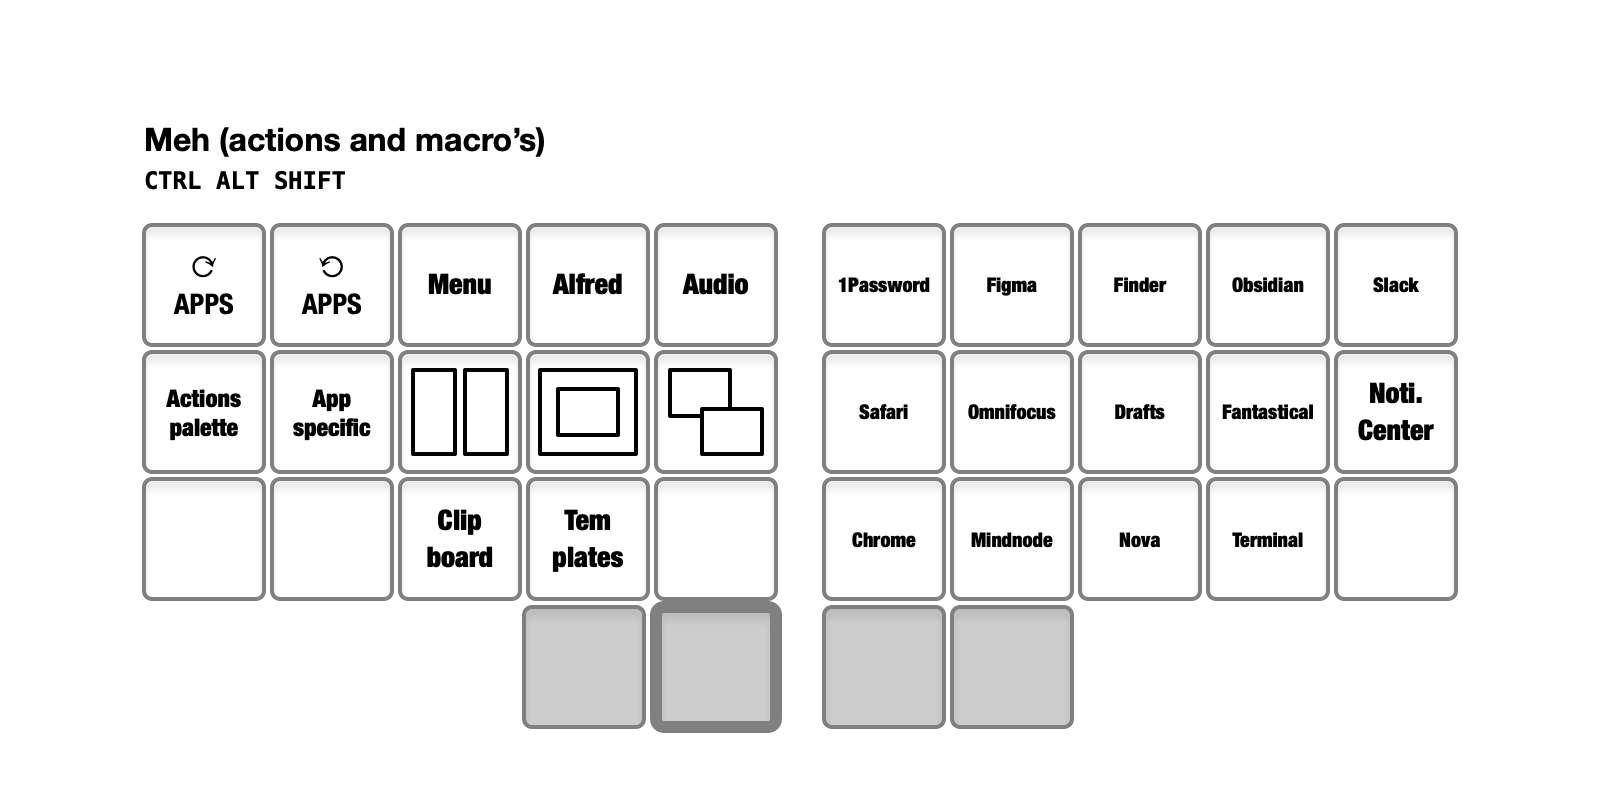 Meh (actions and macro’s)
CTRL ALT SHIFT
APPS
APPS
Menu
Alfred
Audio
1Password
Figma
Finder
Obsidian
Slack
Actions
palette
App
specific
Safari
Omnifocus
Drafts
Fantastical
Noti.
Center
Clip
board
Tem
plates
Chrome
Mindnode
Nova
Terminal